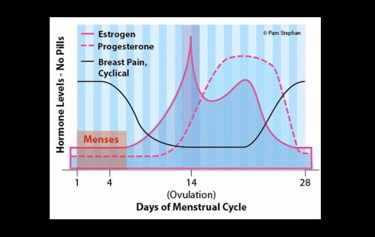 Estrogen
Progesterone
Breast Pain,
Cyclical
© Pam Stephan
Hormone Levels - No Pills
Menses
1 4 14 28
(Ovulation)
Days of Menstrual Cycle